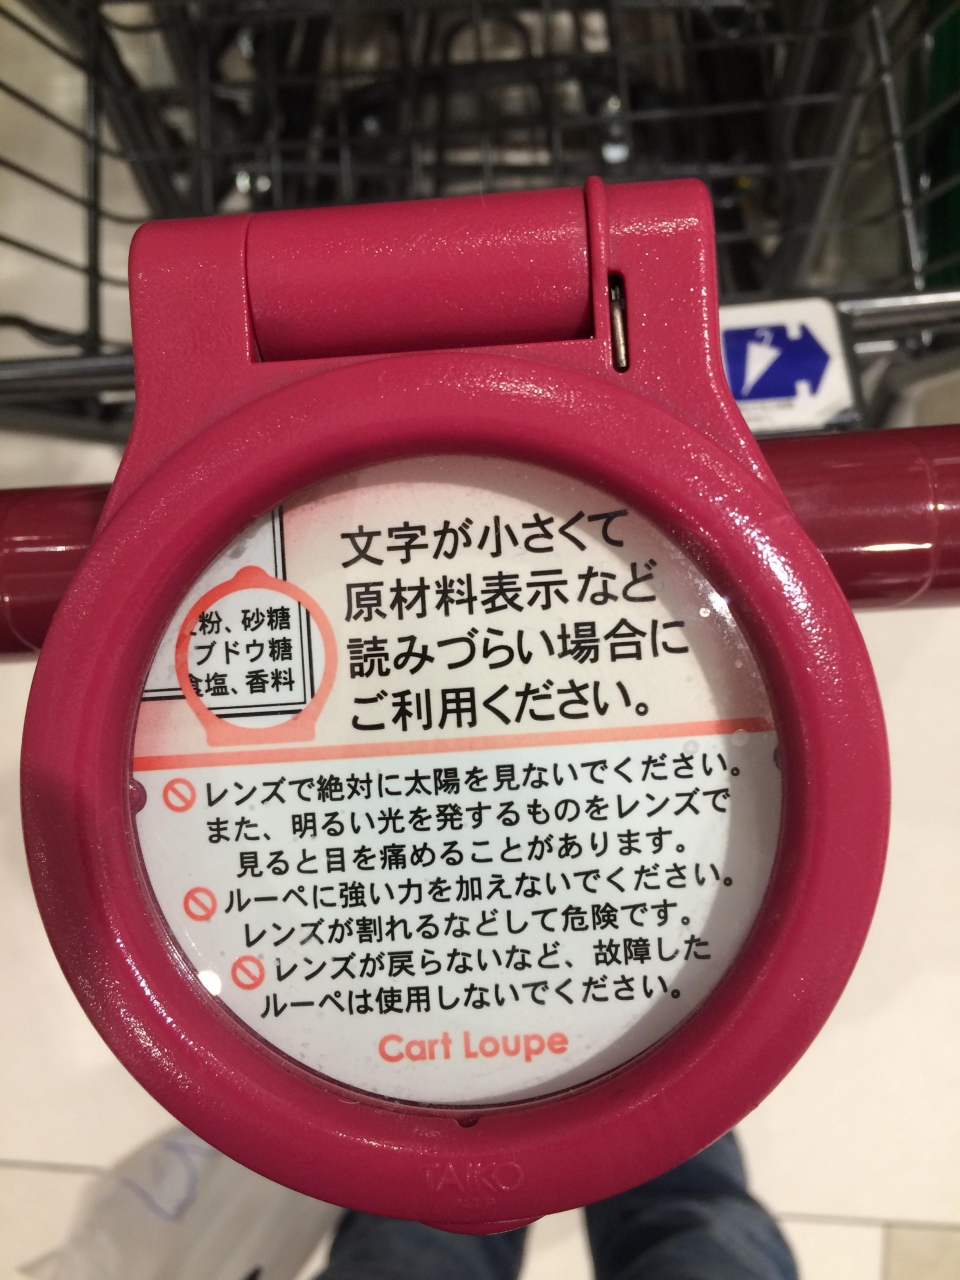 文字が小さくて
原材料表示など
読みづらい場合に
ご利用ください。
粉、砂糖
ブドウ糖
食塩、香料
レンズで絶対に太陽を見ないでください。
また、明るい光を発するものをレンズで
見ると目を痛めることがあります。
ルーペに強い力を加えないでください。
レンズが割れるなどして危険です。
レンズが戻らないなど、故障した
ルーペは使用しないでください。
Cart Loupe
TAIKO
2